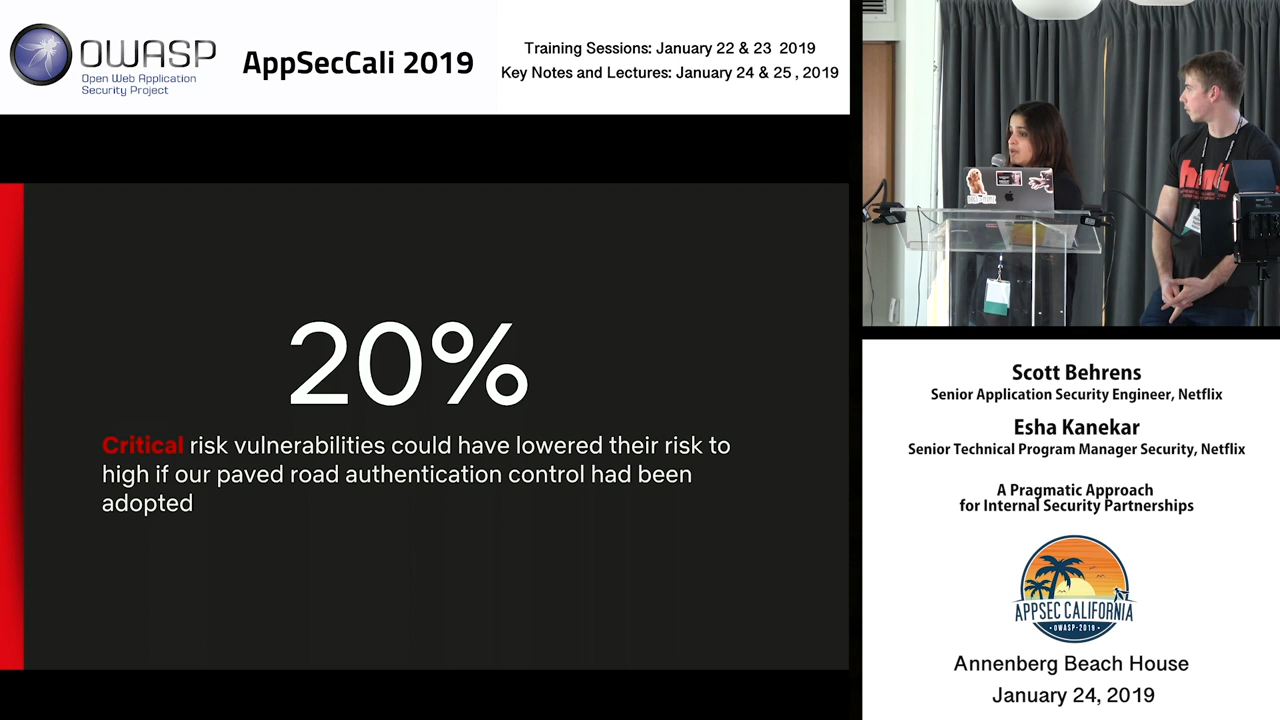 OWASP
Open Web Application
Security Project
AppSecCali 2019
Training Sessions: January 22 & 23 2019
Key Notes and Lectures: January 24 & 25 , 2019
20%
Critical risk vulnerabilities could have lowered their risk to
high if our paved road authentication control had been
adopted
Scott Behrens
Senior Application Security Engineer, Netflix
Esha Kanekar
Senior Technical Program Manager Security, Netflix
A Pragmatic Approach
for Internal Security Partnerships
APPSEC CALIFORNIA
• OWASP-2019 •
Annenberg Beach House
January 24, 2019